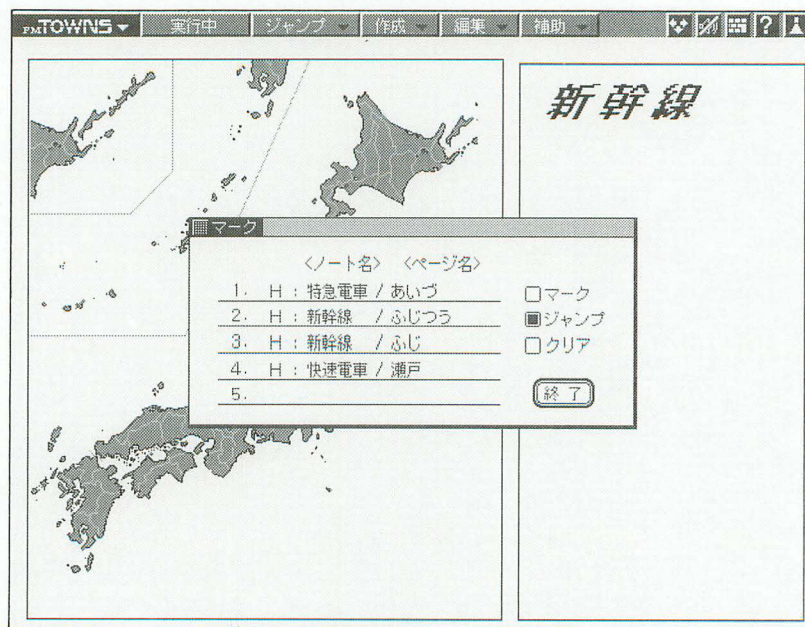 FMTOWNS 実行中 ジャンプ 作成 編集 補助 ?
新幹線
マーク
〈ノート名〉 〈ページ名〉
1. H : 特急電車 / あいづ
2. H : 新幹線 / ふじつう
3. H : 新幹線 / ふじ
4. H : 快速電車 / 瀬戸
5.
マーク
ジャンプ
クリア
終了